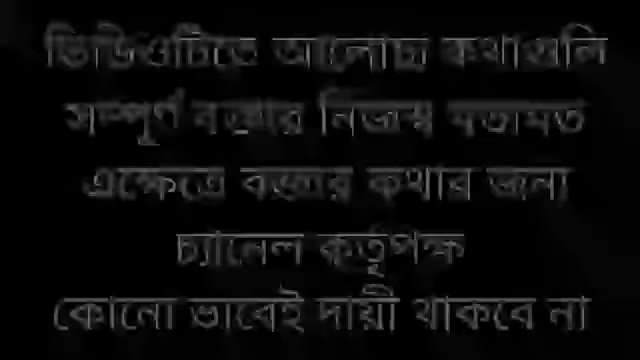 ভিডিওটিতে আলোচ্য কথাগুলি
সম্পূর্ণ বক্তার নিজস্ব মতামত
এক্ষেত্রে বক্তার কথার জন্য
চ্যানেল কর্তৃপক্ষ
কোনো ভাবেই দায়ী থাকবে না